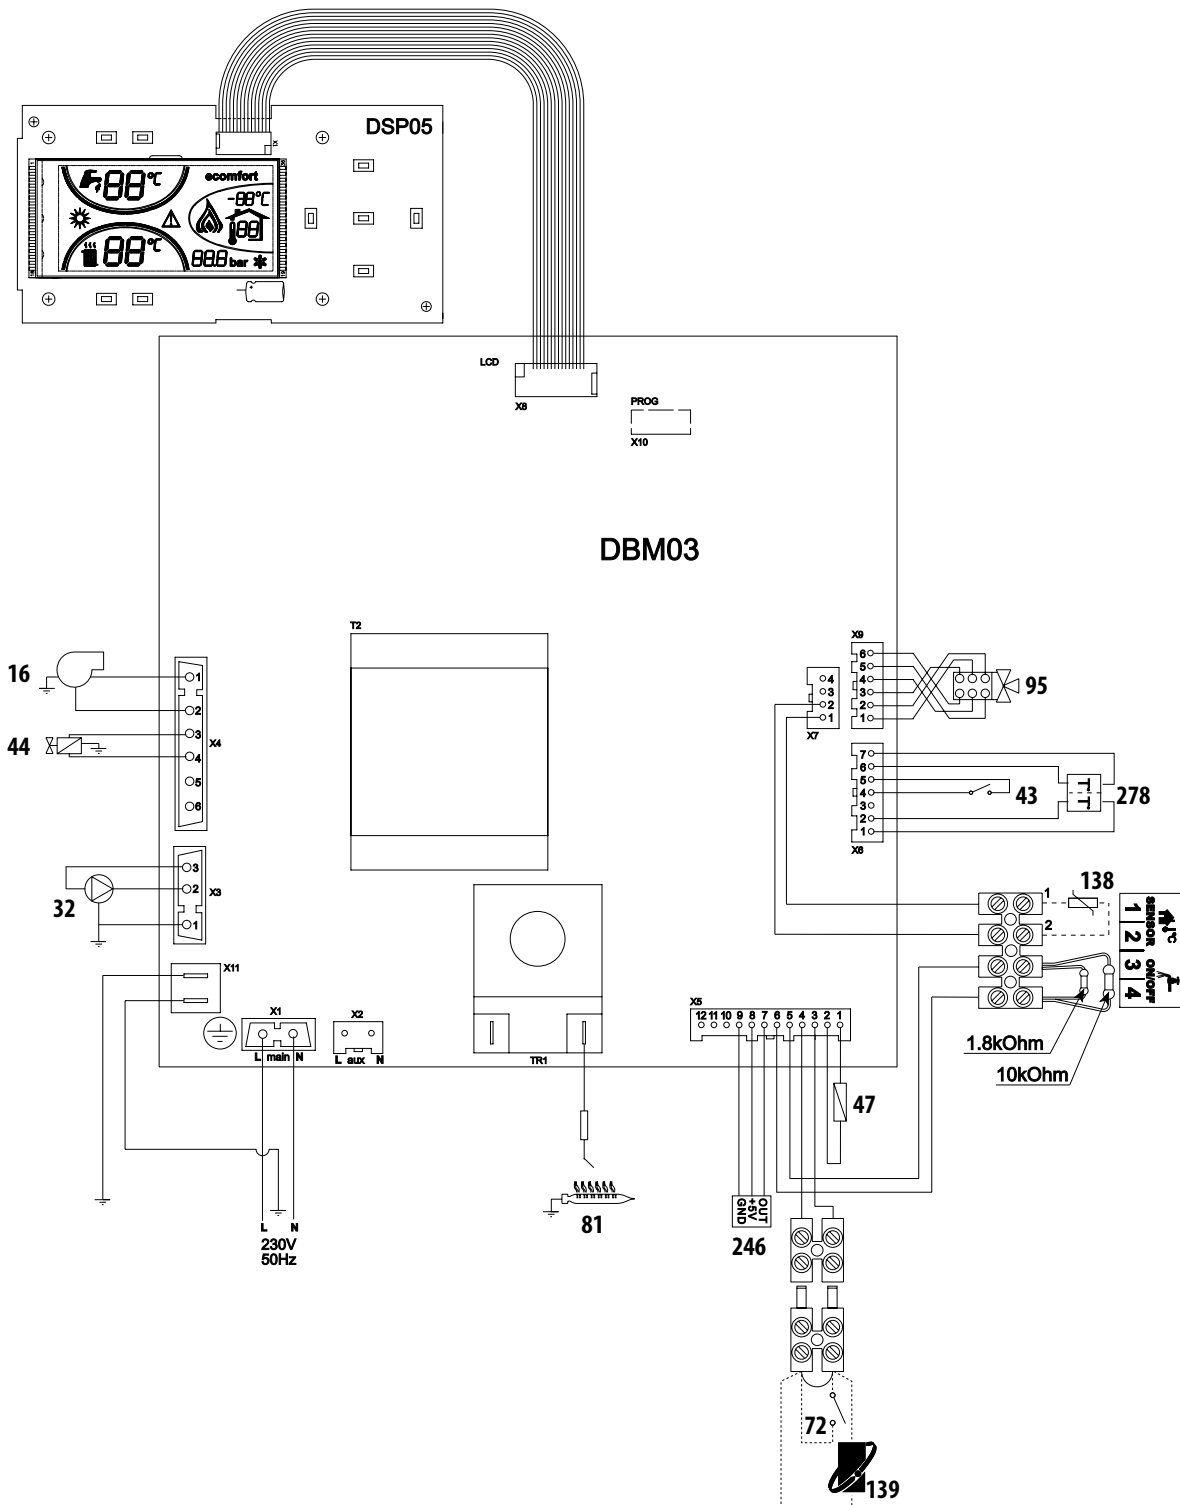 DSP05
X1
88°C
ecomfort
-88°C
88
88°C
88.8 bar
LCD
X8
PROG
X10
DBM03
T2
16
1
2
44
3
4
5
6
X4
32
3
2
1
X3
X11
X1
L main N
X2
L aux N
TR1
X9
6
5
4
3
2
1
95
4
3
2
1
X7
7
6
5
4
3
2
1
X6
43
278
138
1
2
1 2 3 4
SENSOR ON/OFF
°C
1.8kOhm
10kOhm
X5
12 11 10 9 8 7 6 5 4 3 2 1
47
L N
230V
50Hz
81
GND
+5V
OUT
246
72
139